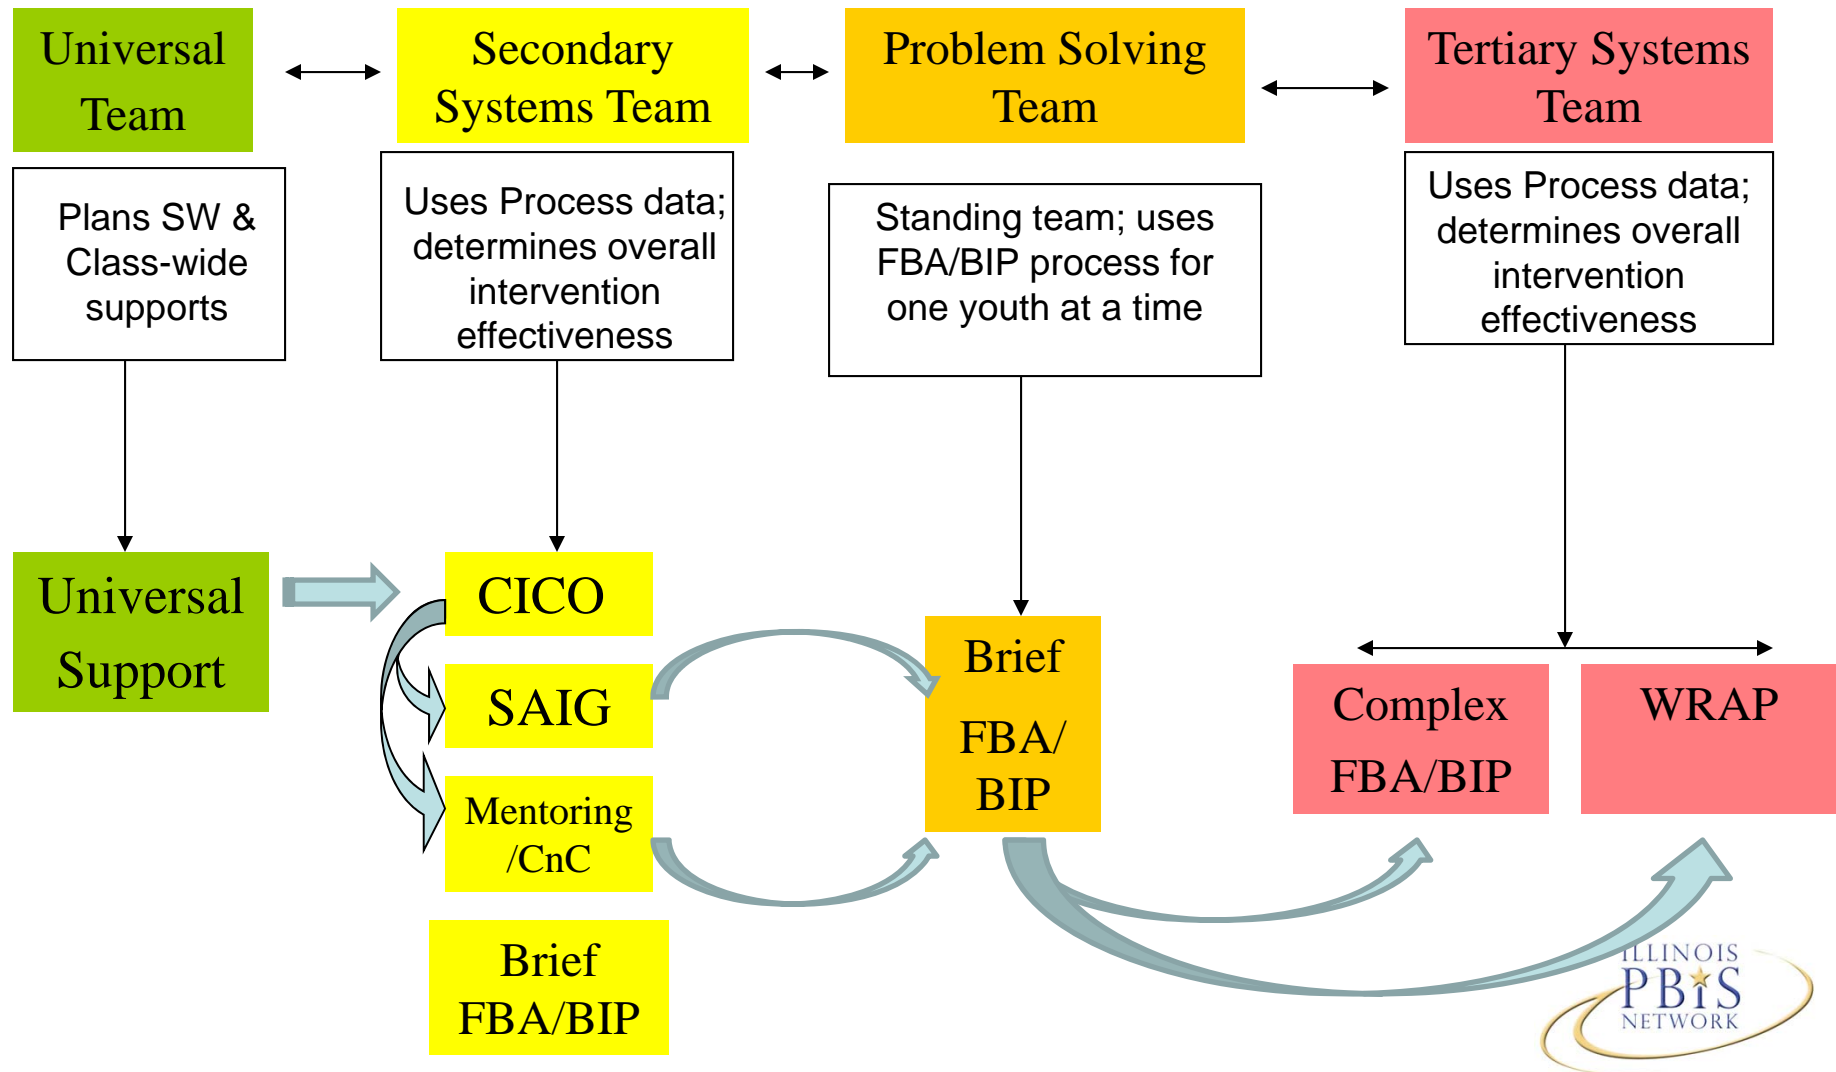 Universal
Team
Secondary
Systems Team
Problem Solving
Team
Tertiary Systems
Team
Plans SW &
Class-wide
supports
Uses Process data;
determines overall
intervention
effectiveness
Standing team; uses
FBA/BIP process for
one youth at a time
Uses Process data;
determines overall
intervention
effectiveness
Universal
Support
CICO
SAIG
Mentoring
/CnC
Brief
FBA/BIP
Brief
FBA/
BIP
Complex
FBA/BIP
WRAP
ILLINOIS
PBIS
NETWORK